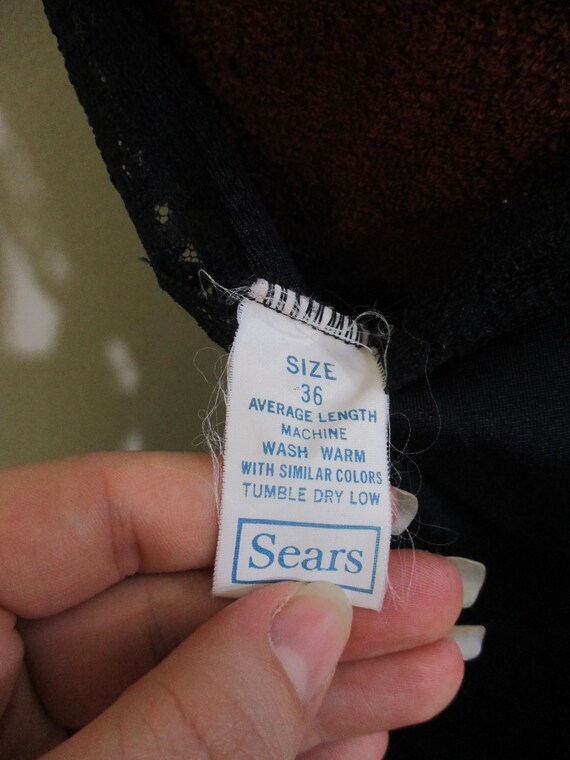 SIZE
36
AVERAGE LENGTH
MACHINE
WASH WARM
WITH SIMILAR COLORS
TUMBLE DRY LOW
Sears